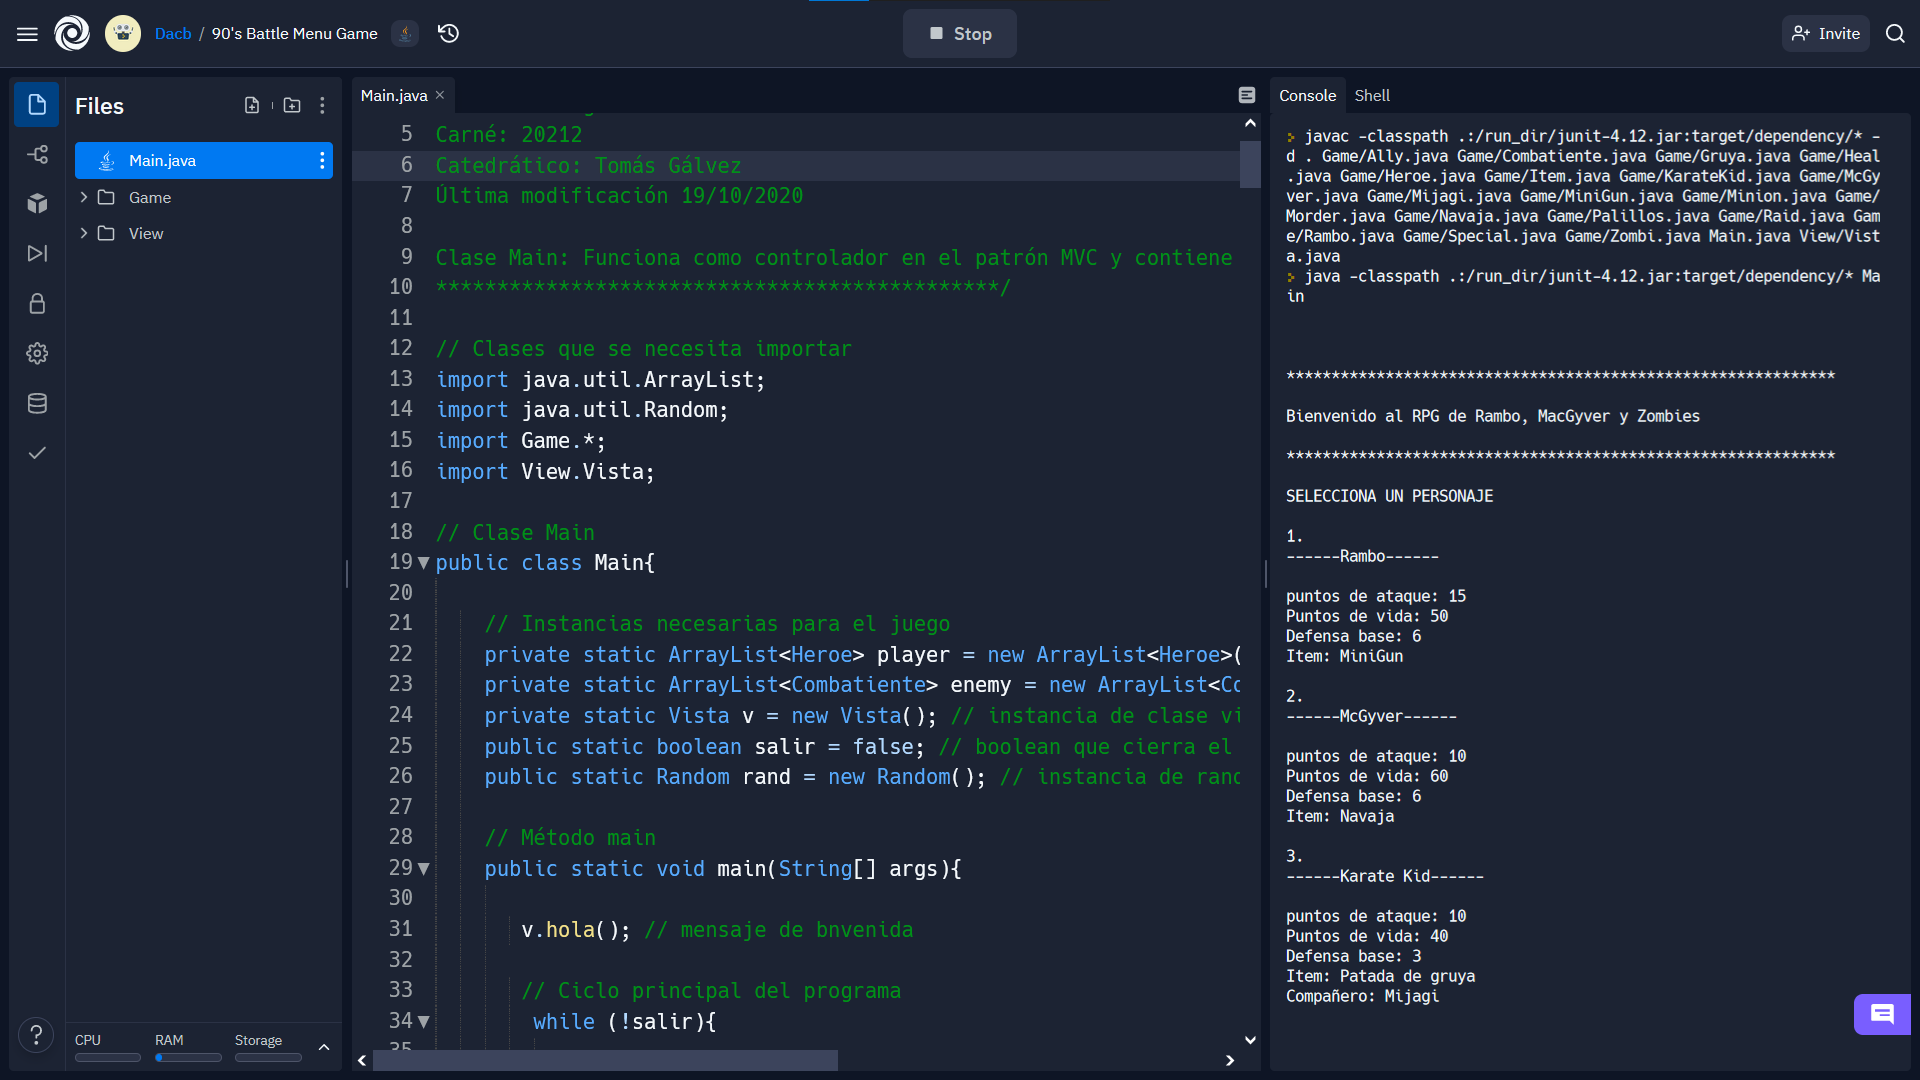 Dacb / 90's Battle Menu Game
Stop
Invite
Files
Main.java
Game
View
CPU
RAM
Storage
?
Main.java
5 Carné: 20212
6 Catedrático: Tomás Gálvez
7 Última modificación 19/10/2020
8
9 Clase Main: Funciona como controlador en el patrón MVC y contiene
10 **********************************************/
11
12 // Clases que se necesita importar
13 import java.util.ArrayList;
14 import java.util.Random;
15 import Game.*;
16 import View.Vista;
17
18 // Clase Main
19 public class Main{
20
21 // Instancias necesarias para el juego
22 private static ArrayList<Heroe> player = new ArrayList<Heroe>(
23 private static ArrayList<Combatiente> enemy = new ArrayList<Co
24 private static Vista v = new Vista(); // instancia de clase vi
25 public static boolean salir = false; // boolean que cierra el
26 public static Random rand = new Random(); // instancia de rand
27
28 // Método main
29 public static void main(String[] args){
30
31 v.hola(); // mensaje de bnvenida
32
33 // Ciclo principal del programa
34 while (!salir){
35
Console
Shell
javac -classpath .:/run_dir/junit-4.12.jar:target/dependency/* -
d . Game/Ally.java Game/Combatiente.java Game/Gruya.java Game/Heal
.java Game/Heroe.java Game/Item.java Game/KarateKid.java Game/McGy
ver.java Game/Mijagi.java Game/MiniGun.java Game/Minion.java Game/
Morder.java Game/Navaja.java Game/Palillos.java Game/Raid.java Gam
e/Rambo.java Game/Special.java Game/Zombi.java Main.java View/Vist
a.java
java -classpath .:/run_dir/junit-4.12.jar:target/dependency/* Ma
in
*************************************************************
Bienvenido al RPG de Rambo, MacGyver y Zombies
*************************************************************
SELECCIONA UN PERSONAJE
1.
------Rambo------
puntos de ataque: 15
Puntos de vida: 50
Defensa base: 6
Item: MiniGun
2.
------McGyver------
puntos de ataque: 10
Puntos de vida: 60
Defensa base: 6
Item: Navaja
3.
------Karate Kid------
puntos de ataque: 10
Puntos de vida: 40
Defensa base: 3
Item: Patada de gruya
Compañero: Mijagi